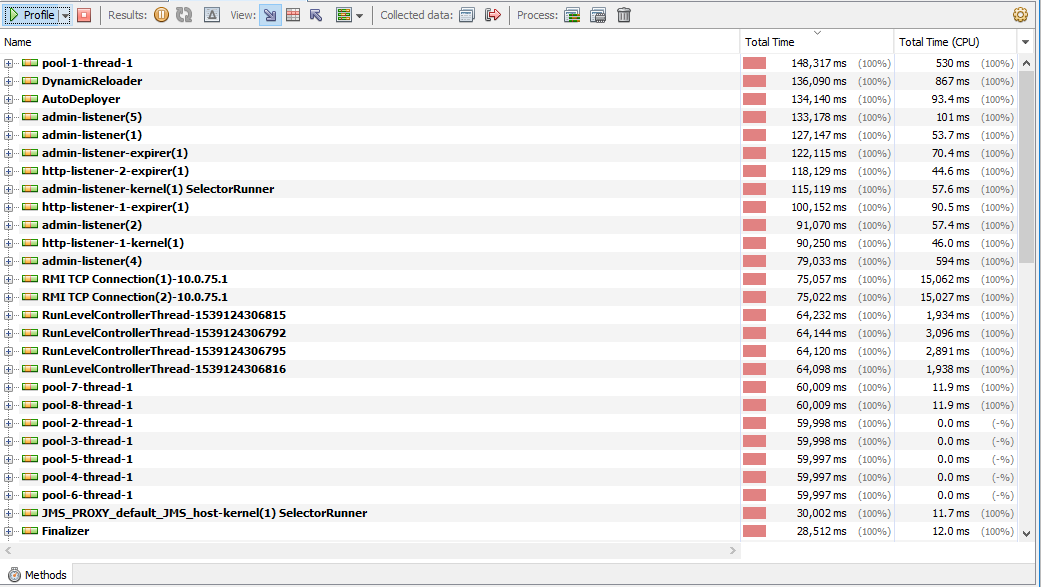 Profile Results: View: Collected data: Process:
Name Total Time Total Time (CPU)
pool-1-thread-1 148,317 ms (100%) 530 ms (100%)
DynamicReloader 136,090 ms (100%) 867 ms (100%)
AutoDeployer 134,140 ms (100%) 93.4 ms (100%)
admin-listener(5) 133,178 ms (100%) 101 ms (100%)
admin-listener(1) 127,147 ms (100%) 53.7 ms (100%)
admin-listener-expirer(1) 122,115 ms (100%) 70.4 ms (100%)
http-listener-2-expirer(1) 118,129 ms (100%) 44.6 ms (100%)
admin-listener-kernel(1) SelectorRunner 115,119 ms (100%) 57.6 ms (100%)
http-listener-1-expirer(1) 100,152 ms (100%) 90.5 ms (100%)
admin-listener(2) 91,070 ms (100%) 57.4 ms (100%)
http-listener-1-kernel(1) 90,250 ms (100%) 46.0 ms (100%)
admin-listener(4) 79,033 ms (100%) 594 ms (100%)
RMI TCP Connection(1)-10.0.75.1 75,057 ms (100%) 15,062 ms (100%)
RMI TCP Connection(2)-10.0.75.1 75,022 ms (100%) 15,027 ms (100%)
RunLevelControllerThread-1539124306815 64,232 ms (100%) 1,934 ms (100%)
RunLevelControllerThread-1539124306792 64,144 ms (100%) 3,096 ms (100%)
RunLevelControllerThread-1539124306795 64,120 ms (100%) 2,891 ms (100%)
RunLevelControllerThread-1539124306816 64,098 ms (100%) 1,938 ms (100%)
pool-7-thread-1 60,009 ms (100%) 11.9 ms (100%)
pool-8-thread-1 60,009 ms (100%) 11.9 ms (100%)
pool-2-thread-1 59,998 ms (100%) 0.0 ms (-%)
pool-3-thread-1 59,998 ms (100%) 0.0 ms (-%)
pool-5-thread-1 59,997 ms (100%) 0.0 ms (-%)
pool-4-thread-1 59,997 ms (100%) 0.0 ms (-%)
pool-6-thread-1 59,997 ms (100%) 0.0 ms (-%)
JMS_PROXY_default_JMS_host-kernel(1) SelectorRunner 30,002 ms (100%) 11.7 ms (100%)
Finalizer 28,512 ms (100%) 12.0 ms (100%)
Methods